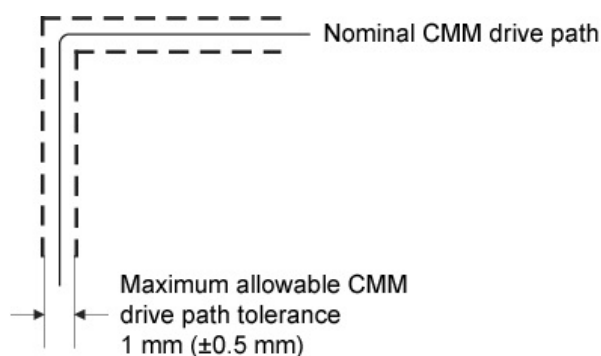 Nominal CMM drive path
Maximum allowable CMM
drive path tolerance
1 mm (±0.5 mm)